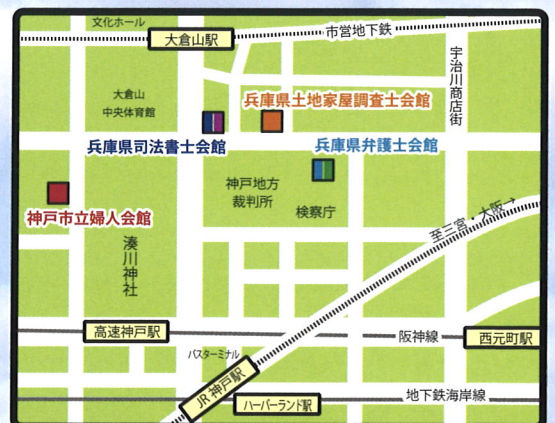 文化ホール
大倉山駅
市営地下鉄
宇治川商店街
大倉山
中央体育館
兵庫県土地家屋調査士会館
兵庫県司法書士会館
兵庫県弁護士会館
神戸地方
裁判所
検察庁
神戸市立婦人会館
湊川神社
至三宮・大阪→
高速神戸駅
バスターミナル
阪神線
西元町駅
JR神戸駅
ハーバーランド駅
地下鉄海岸線